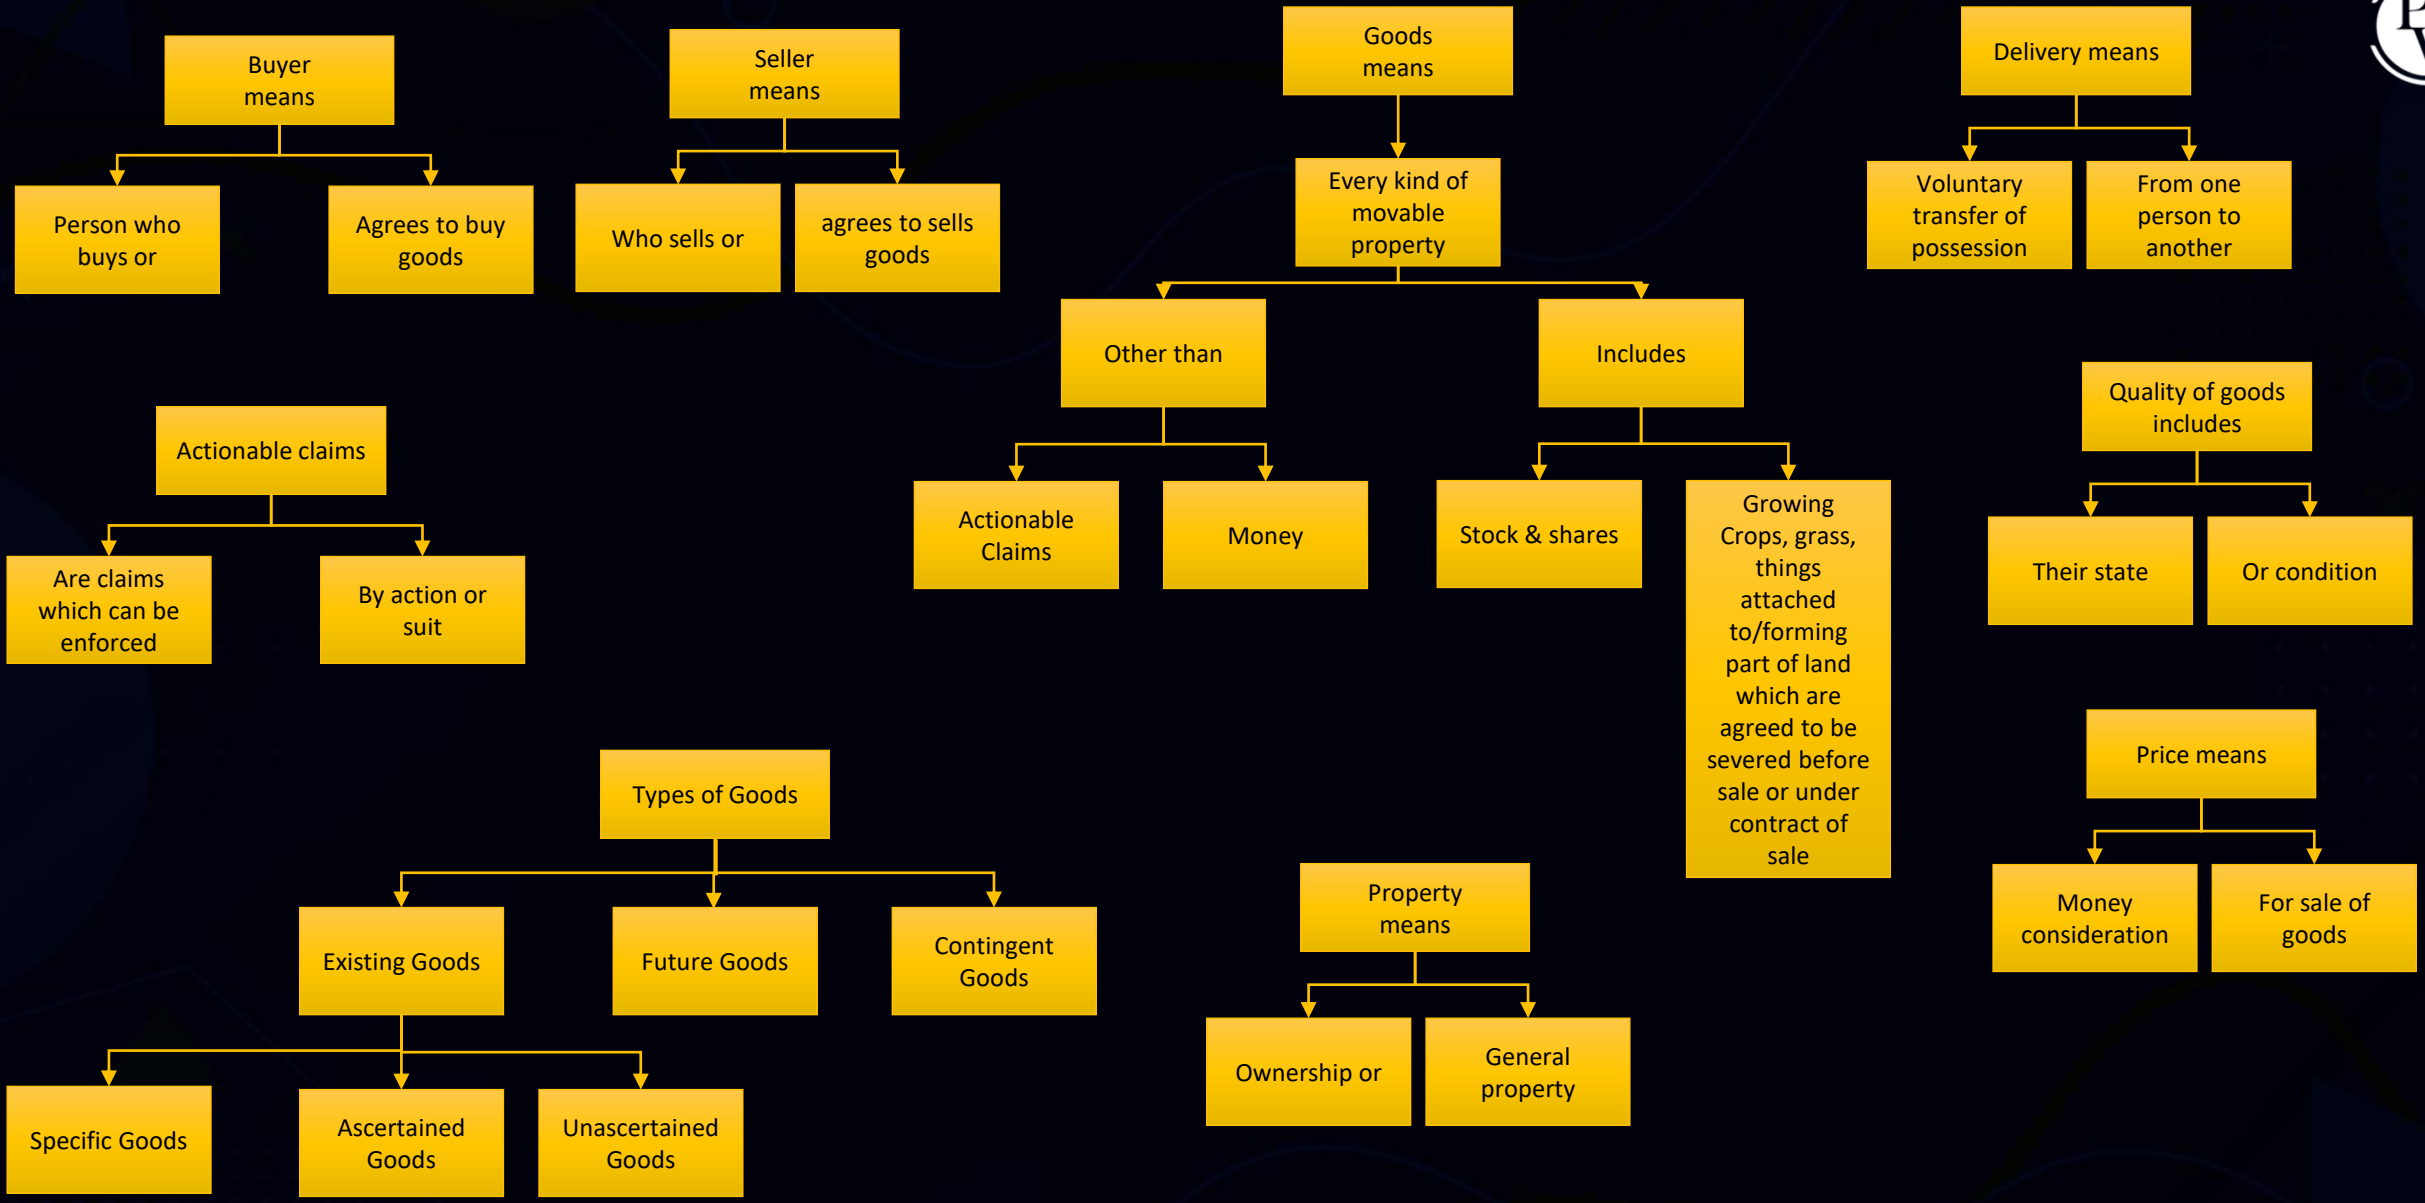 Buyer
means
Person who
buys or
Agrees to buy
goods
Seller
means
Who sells or
agrees to sells
goods
Goods
means
Every kind of
movable
property
Other than
Includes
Actionable
Claims
Money
Stock & shares
Growing
Crops, grass,
things
attached
to/forming
part of land
which are
agreed to be
severed before
sale or under
contract of
sale
Delivery means
Voluntary
transfer of
possession
From one
person to
another
Actionable claims
Are claims
which can be
enforced
By action or
suit
Quality of goods
includes
Their state
Or condition
Types of Goods
Existing Goods
Future Goods
Contingent
Goods
Specific Goods
Ascertained
Goods
Unascertained
Goods
Property
means
Ownership or
General
property
Price means
Money
consideration
For sale of
goods